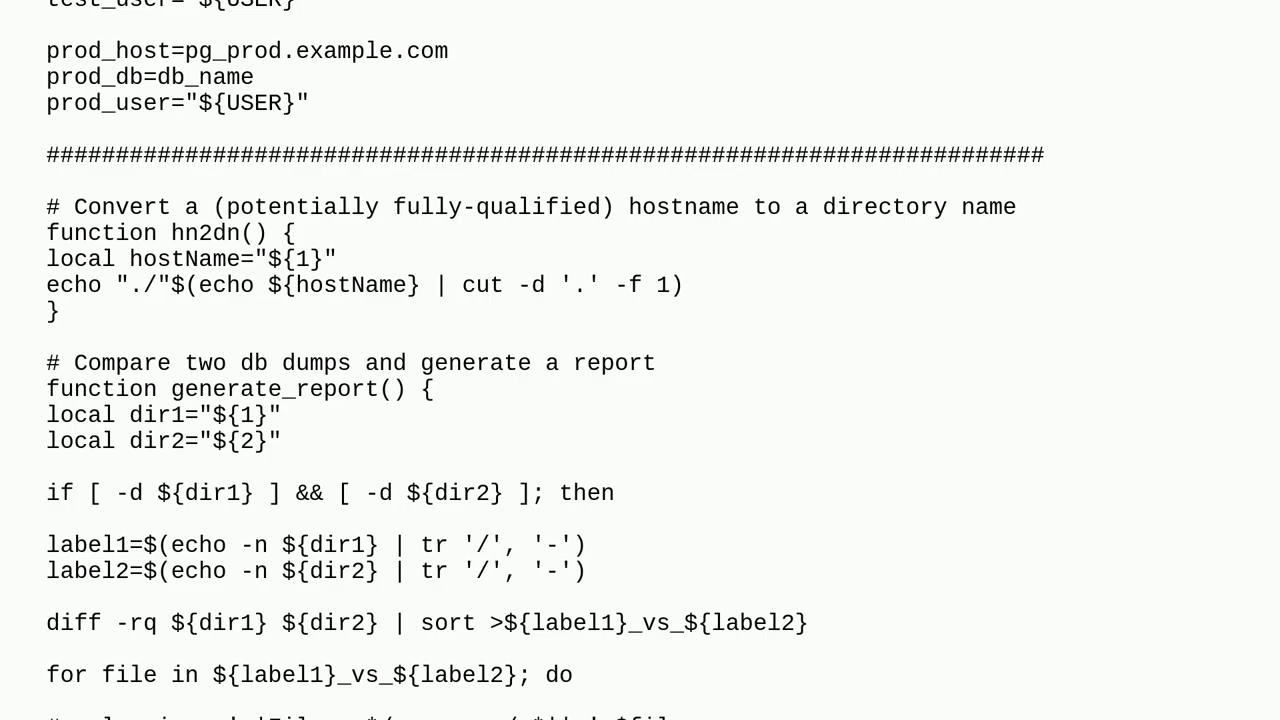 test_user="${USER}"
prod_host=pg_prod.example.com
prod_db=db_name
prod_user="${USER}"
########################################################################
# Convert a (potentially fully-qualified) hostname to a directory name
function hn2dn() {
local hostName="${1}"
echo "./"$(echo ${hostName} | cut -d '.' -f 1)
}
# Compare two db dumps and generate a report
function generate_report() {
local dir1="${1}"
local dir2="${2}"
if [ -d ${dir1} ] && [ -d ${dir2} ]; then
label1=$(echo -n ${dir1} | tr '/', '-')
label2=$(echo -n ${dir2} | tr '/', '-')
diff -rq ${dir1} ${dir2} | sort >${label1}_vs_${label2}
for file in ${label1}_vs_${label2}; do